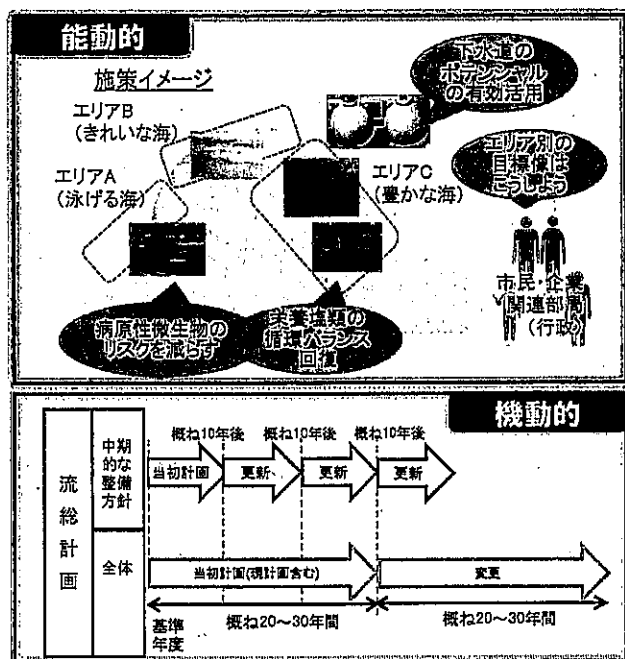 能動的
施策イメージ
下水道の
ポテンシャル
の有効活用
エリアB
(きれいな海)
エリアA
(泳げる海)
エリアC
(豊かな海)
エリア別の
目標像は
こうしよう
市民・企業
関連部局
(行政)
病原性微生物の
リスクを減らす
栄養塩類の
循環バランス
回復
機動的
流総計画
中期
的な
整備
方針
概ね10年後
概ね10年後
概ね10年後
当初計画
更新
更新
更新
全体
当初計画(現計画含む)
変更
基準
年度
概ね20～30年間
概ね20～30年間